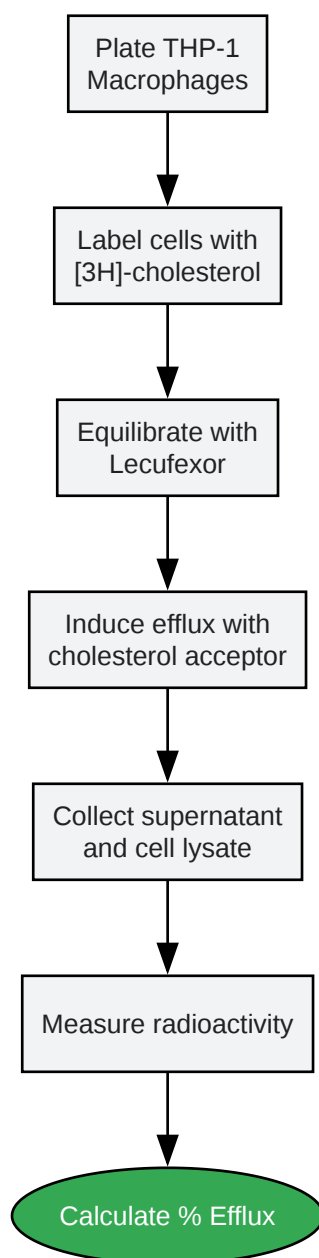 Plate THP-1
Macrophages
Label cells with
[3H]-cholesterol
Equilibrate with
Lecufexor
Induce efflux with
cholesterol acceptor
Collect supernatant
and cell lysate
Measure radioactivity
Calculate % Efflux